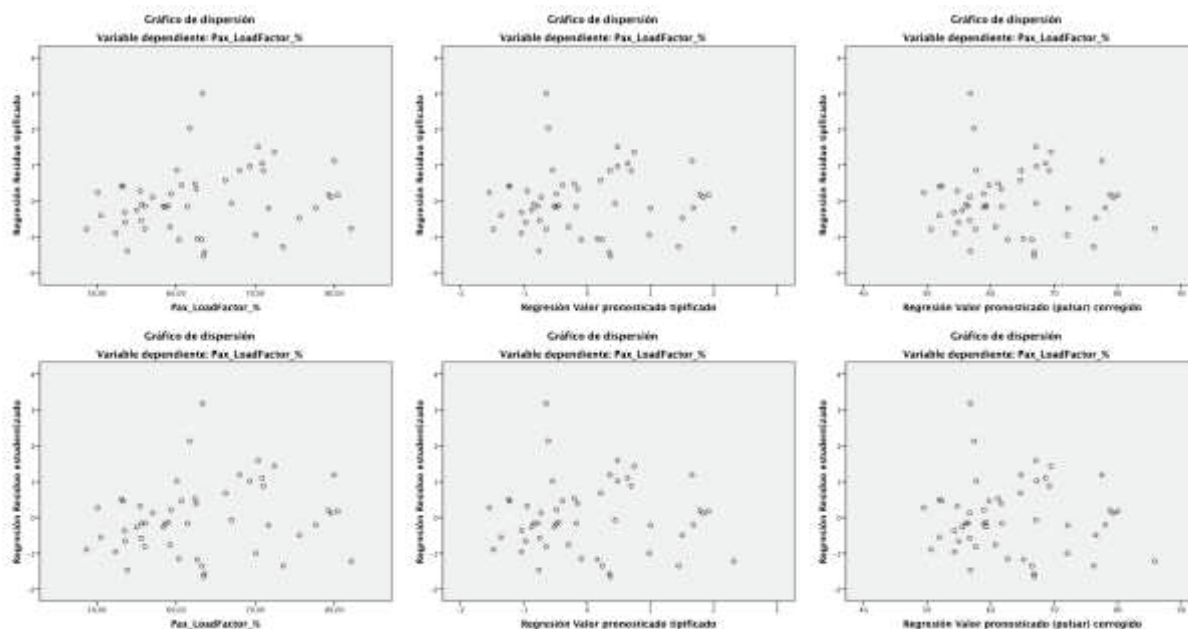 Gráfico de dispersión
Variable dependiente: Pax_LoadFactor_%
Regresión Residuo tipificado
Pax_LoadFactor_%
Gráfico de dispersión
Variable dependiente: Pax_LoadFactor_%
Regresión Residuo tipificado
Regresión Valor pronosticado tipificado
Gráfico de dispersión
Variable dependiente: Pax_LoadFactor_%
Regresión Residuo tipificado
Regresión Valor pronosticado (pulsar) corregido
Gráfico de dispersión
Variable dependiente: Pax_LoadFactor_%
Regresión Residuo estudentizado
Pax_LoadFactor_%
Gráfico de dispersión
Variable dependiente: Pax_LoadFactor_%
Regresión Residuo estudentizado
Regresión Valor pronosticado tipificado
Gráfico de dispersión
Variable dependiente: Pax_LoadFactor_%
Regresión Residuo estudentizado
Regresión Valor pronosticado (pulsar) corregido